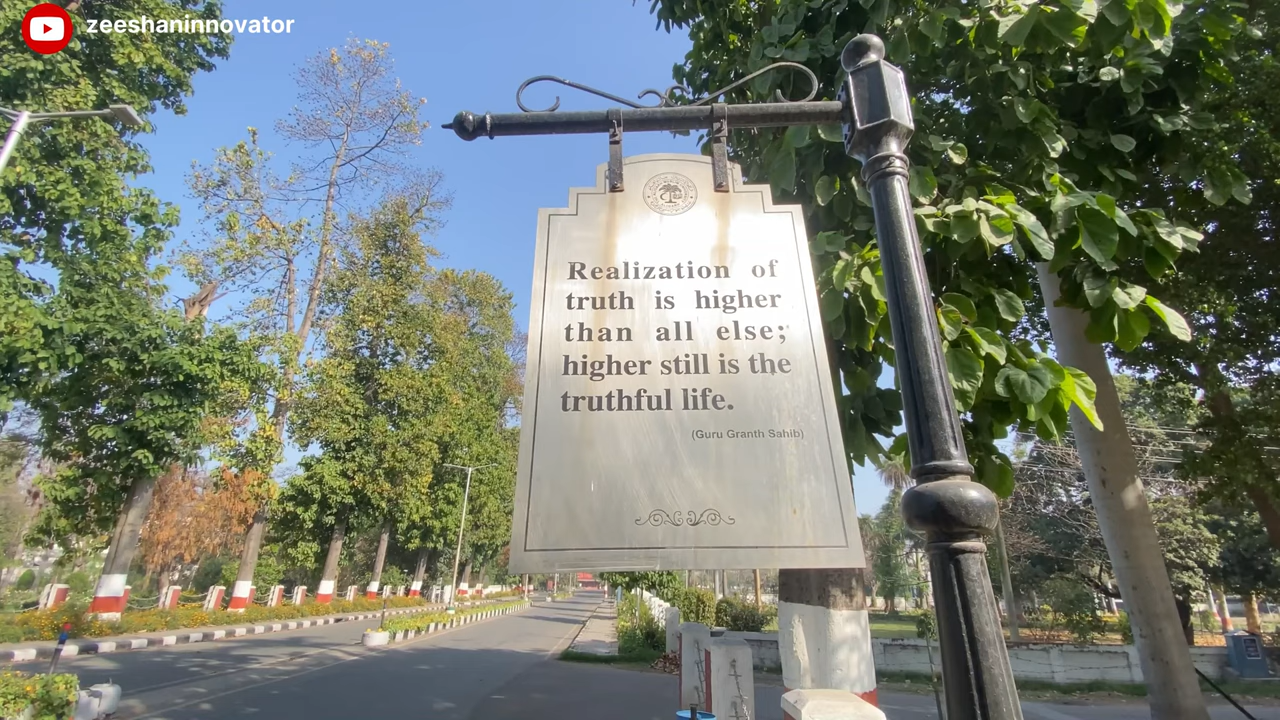 zeeshaninnovator
Realization of
truth is higher
than all else;
higher still is the
truthful life.
(Guru Granth Sahib)